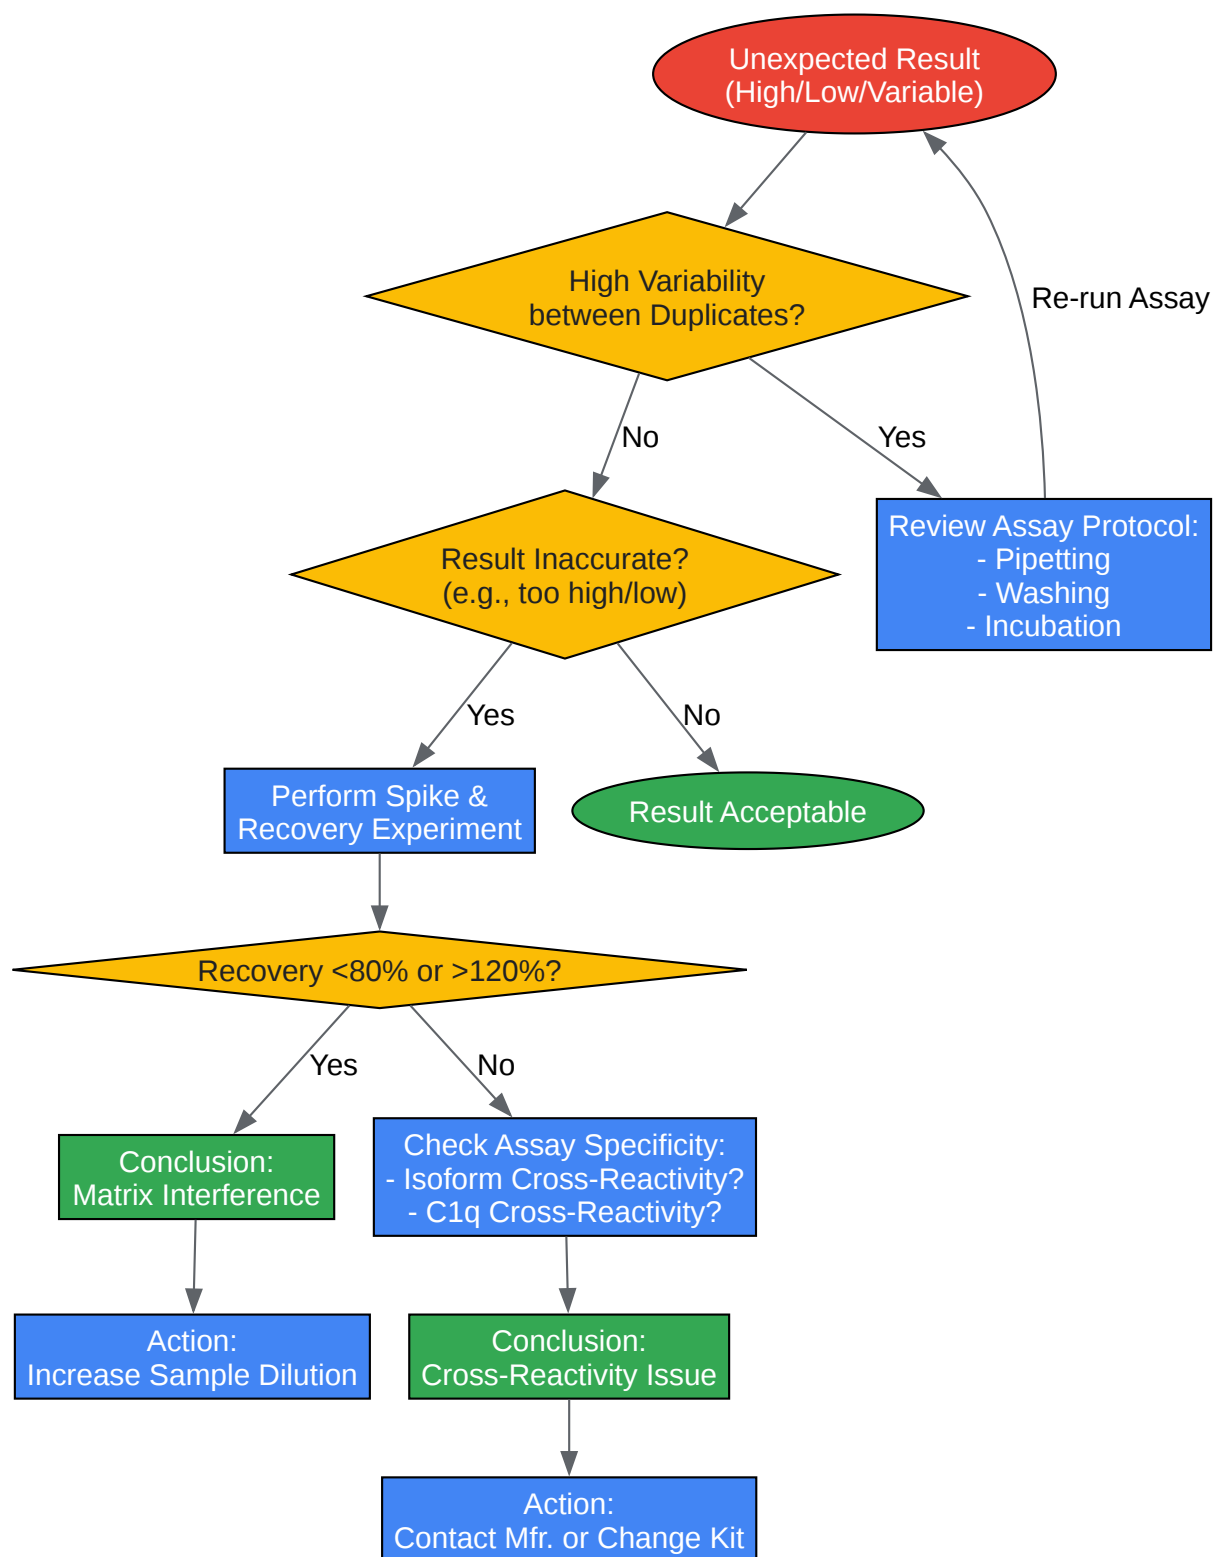 Unexpected Result
(High/Low/Variable)
High Variability
between Duplicates?
Re-run Assay
No
Yes
Result Inaccurate?
(e.g., too high/low)
Review Assay Protocol:
- Pipetting
- Washing
- Incubation
Yes
No
Perform Spike &
Recovery Experiment
Result Acceptable
Recovery <80% or >120%?
Yes
No
Conclusion:
Matrix Interference
Check Assay Specificity:
- Isoform Cross-Reactivity?
- C1q Cross-Reactivity?
Action:
Increase Sample Dilution
Conclusion:
Cross-Reactivity Issue
Action:
Contact Mfr. or Change Kit